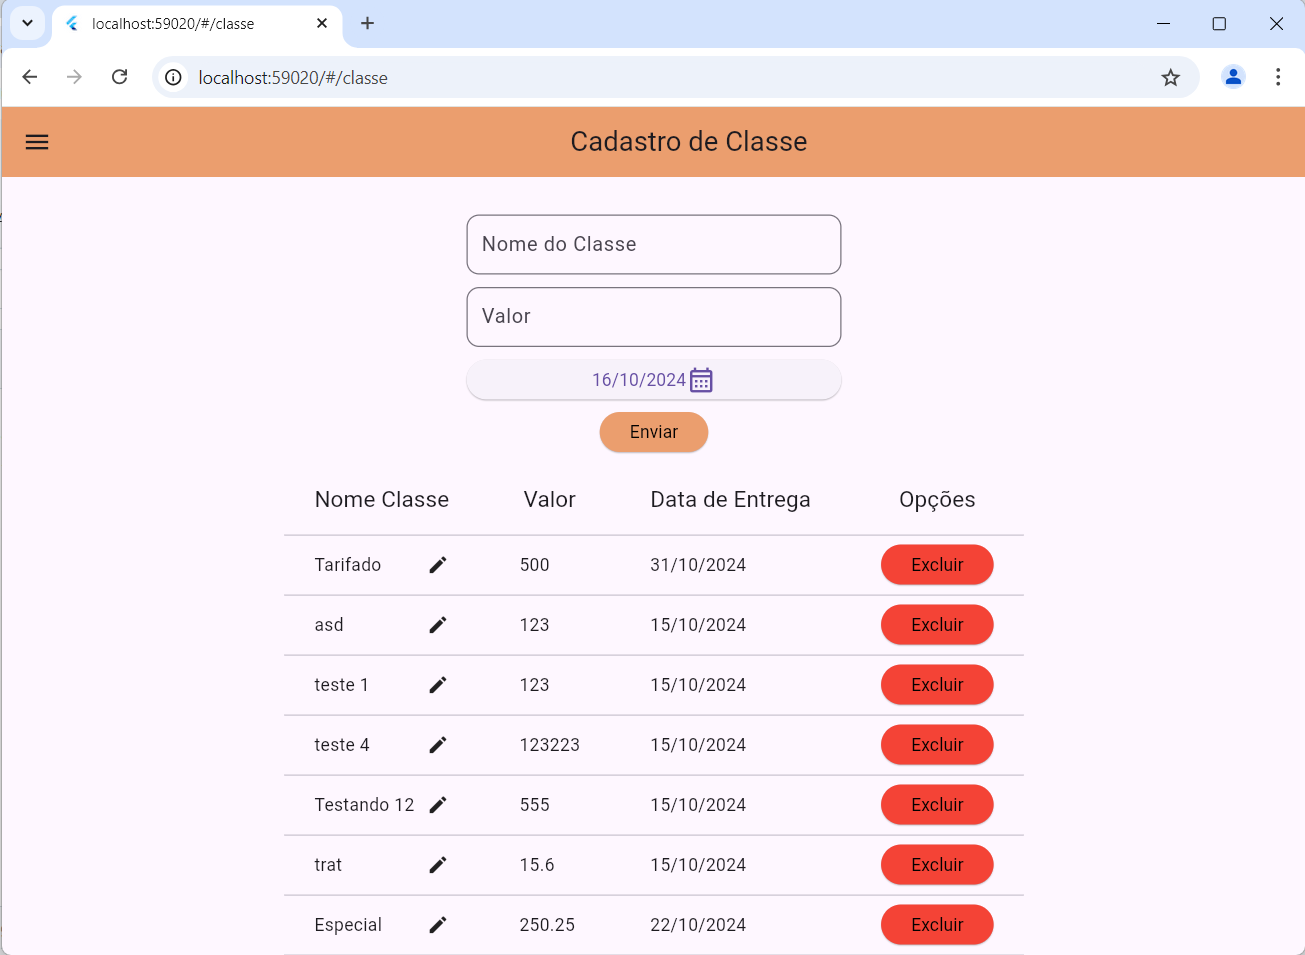 localhost:59020/#/classe
localhost:59020/#/classe
Cadastro de Classe
Nome do Classe
Valor
16/10/2024
Enviar
Nome Classe Valor Data de Entrega Opções
Tarifado 500 31/10/2024 Excluir
asd 123 15/10/2024 Excluir
teste 1 123 15/10/2024 Excluir
teste 4 123223 15/10/2024 Excluir
Testando 12 555 15/10/2024 Excluir
trat 15.6 15/10/2024 Excluir
Especial 250.25 22/10/2024 Excluir